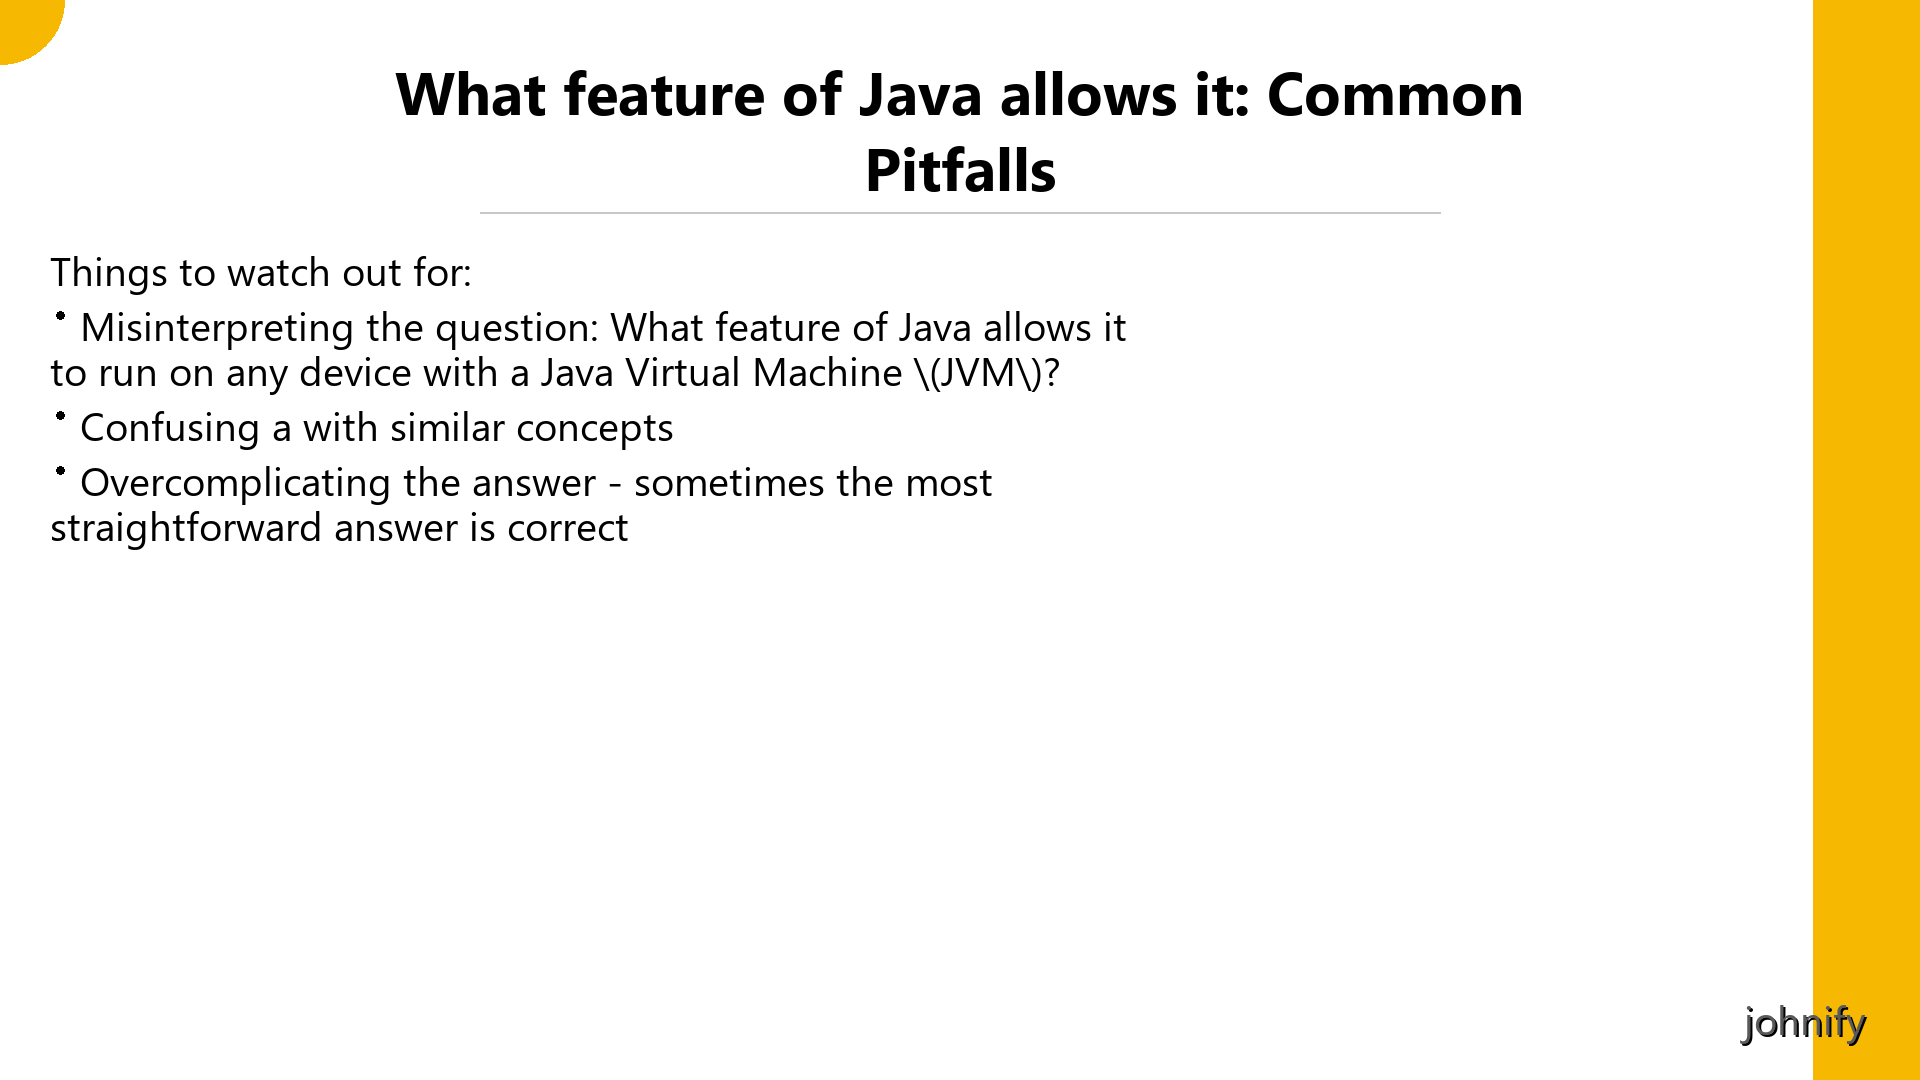 What feature of Java allows it: Common
Pitfalls
Things to watch out for:
• Misinterpreting the question: What feature of Java allows it
to run on any device with a Java Virtual Machine \(JVM\)?
• Confusing a with similar concepts
• Overcomplicating the answer - sometimes the most
straightforward answer is correct
johnify